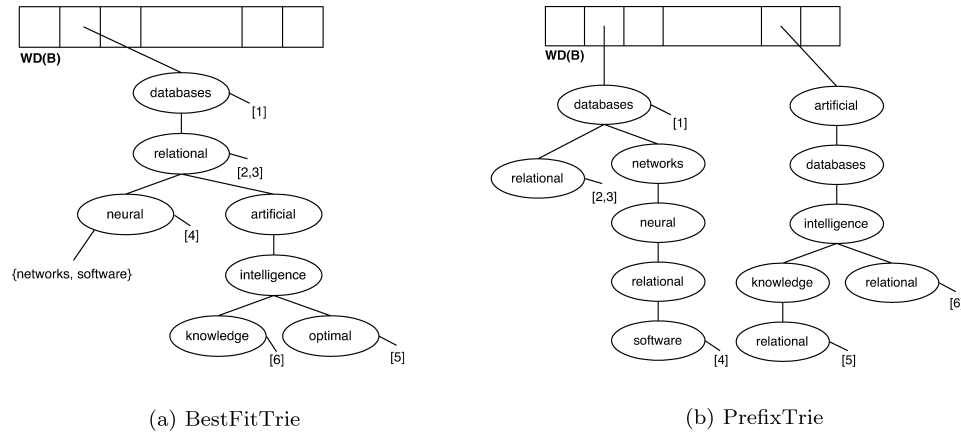 WD(B)
databases
[1]
relational
[2,3]
neural
artificial
[4]
{networks, software}
intelligence
knowledge
optimal
[6]
[5]
(a) BestFitTrie
WD(B)
databases
artificial
[1]
networks
databases
relational
[2,3]
neural
intelligence
relational
knowledge
relational
[6
software
relational
[4]
[5]
(b) PrefixTrie